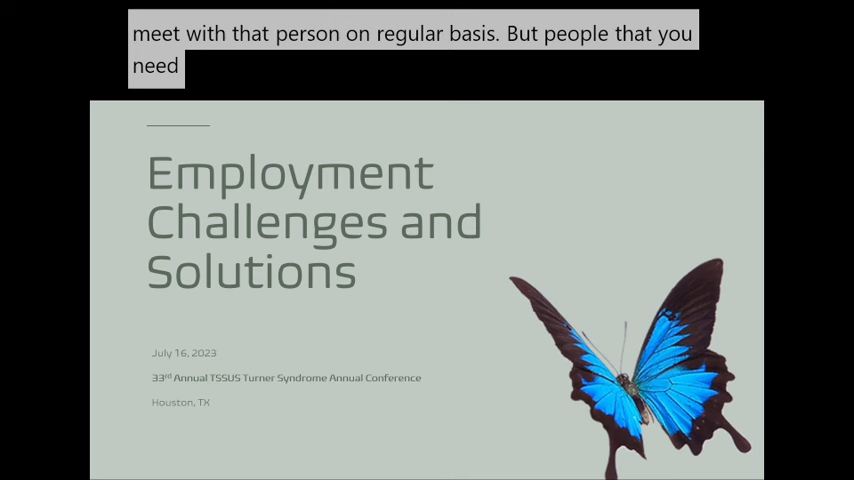 meet with that person on regular basis. But people that you
need
Employment
Challenges and
Solutions
July 16, 2023
33rd Annual TSSUS Turner Syndrome Annual Conference
Houston, TX